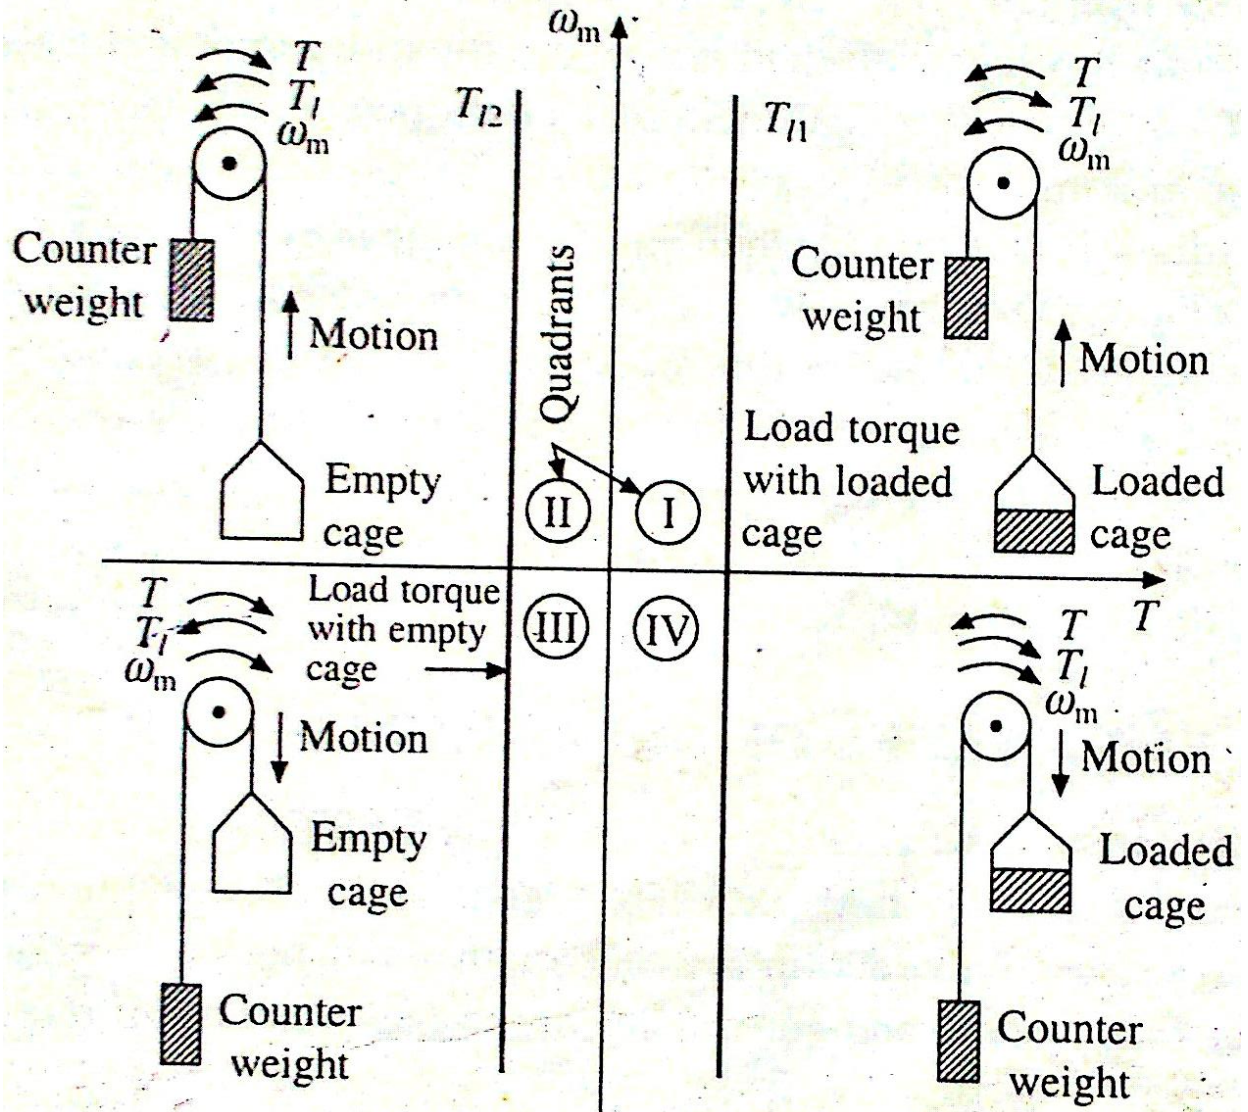 ωm
T
Tl
ωm
Tl2
Tl1
T
Tl
ωm
Counter
weight
Motion
Quadrants
Counter
weight
Motion
Empty
cage
II
I
Load torque
with loaded
cage
Loaded
cage
T
Tl
ωm
Load torque
with empty
cage
III
IV
T
T
Tl
ωm
Motion
Motion
Empty
cage
Loaded
cage
Counter
weight
Counter
weight